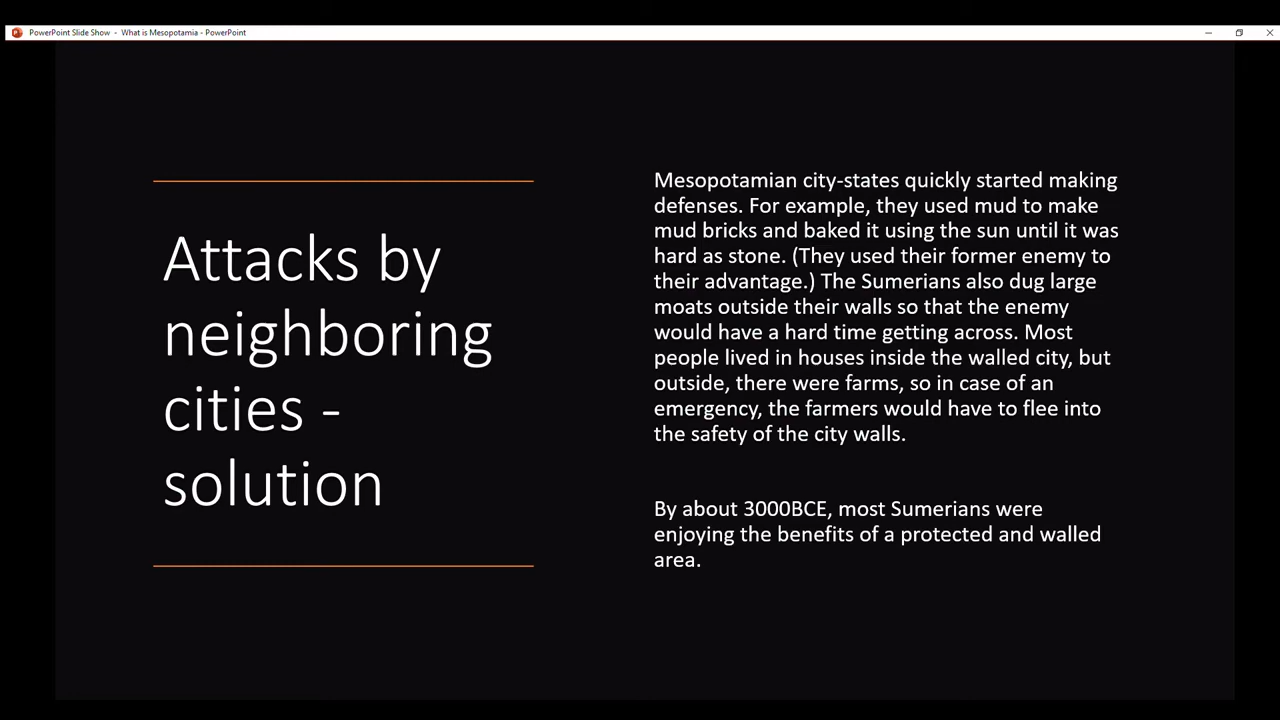 PowerPoint Slide Show - What is Mesopotamia - PowerPoint
Attacks by
neighboring
cities -
solution
Mesopotamian city-states quickly started making
defenses. For example, they used mud to make
mud bricks and baked it using the sun until it was
hard as stone. (They used their former enemy to
their advantage.) The Sumerians also dug large
moats outside their walls so that the enemy
would have a hard time getting across. Most
people lived in houses inside the walled city, but
outside, there were farms, so in case of an
emergency, the farmers would have to flee into
the safety of the city walls.
By about 3000BCE, most Sumerians were
enjoying the benefits of a protected and walled
area.